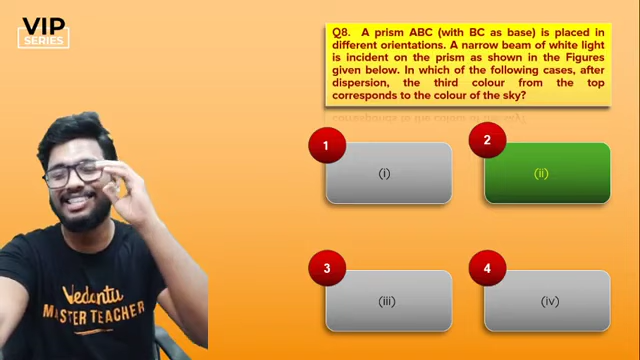 VIP
SERIES
Q8. A prism ABC (with BC as base) is placed in
different orientations. A narrow beam of white light
is incident on the prism as shown in the Figures
given below. In which of the following cases, after
dispersion, the third colour from the top
corresponds to the colour of the sky?
1
(i)
2
(ii)
3
(iii)
4
(iv)
Vedantu
MASTER TEACHER